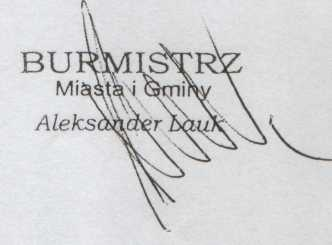 BURMISTRZ
Miasta i Gminy
Aleksander Lauk